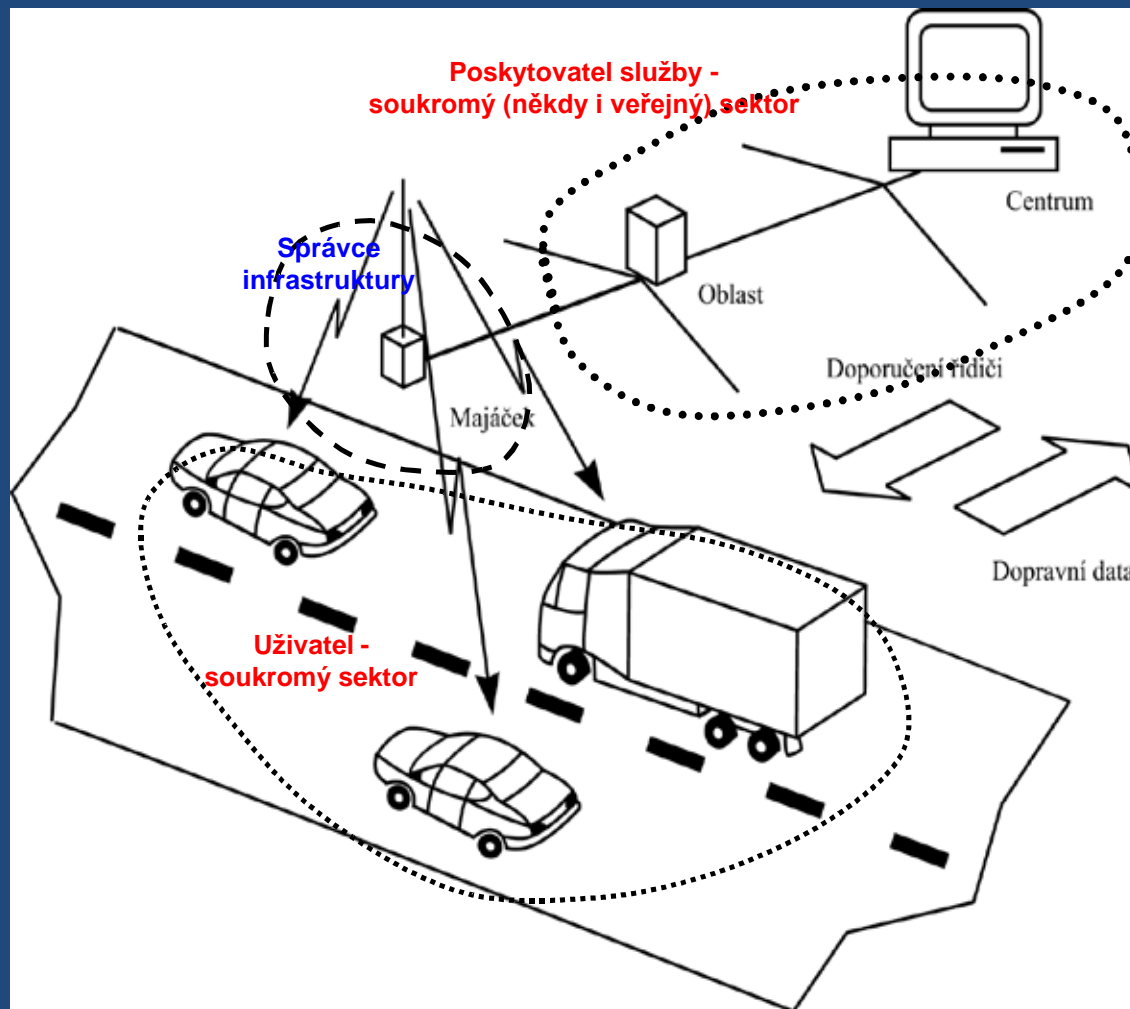 Poskytovatel služby -
soukromý (někdy i veřejný) sektor
Centrum
Správce
infrastruktury
Oblast
Doporučení řidiči
Majáček
Dopravní data
Uživatel -
soukromý sektor